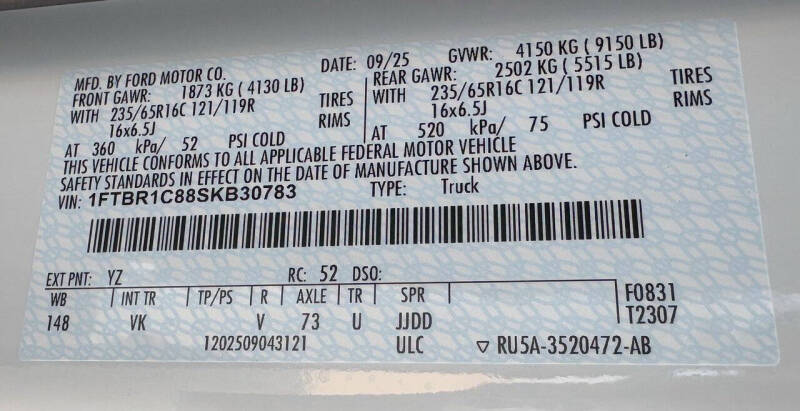 MFD. BY FORD MOTOR CO. DATE: 09/25 GVWR: 4150 KG ( 9150 LB)
FRONT GAWR: 1873 KG ( 4130 LB) REAR GAWR: 2502 KG ( 5515 LB)
WITH 235/65R16C 121/119R TIRES WITH 235/65R16C 121/119R TIRES
16x6.5J RIMS 16x6.5J RIMS
AT 360 kPa/ 52 PSI COLD AT 520 kPa/ 75 PSI COLD
THIS VEHICLE CONFORMS TO ALL APPLICABLE FEDERAL MOTOR VEHICLE
SAFETY STANDARDS IN EFFECT ON THE DATE OF MANUFACTURE SHOWN ABOVE.
VIN: 1FTBR1C88SKB30783 TYPE: Truck
EXT PNT: YZ RC: 52 DSO:
WB INT TR TP/PS R AXLE TR SPR F0831
148 VK V 73 U JJDD T2307
1202509043121 ULC ▽ RU5A-3520472-AB